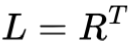 L = R^T